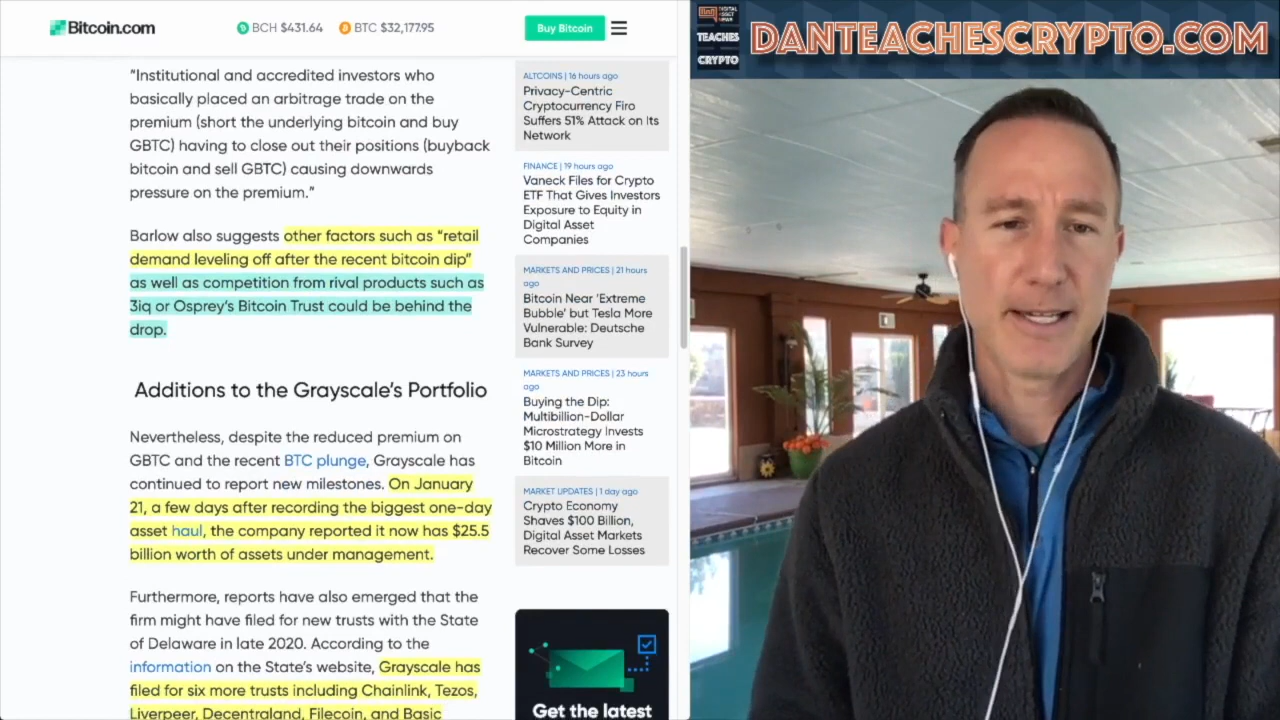 Bitcoin.com
BCH $431.64
BTC $32,177.95
Buy Bitcoin
"Institutional and accredited investors who
basically placed an arbitrage trade on the
premium (short the underlying bitcoin and buy
GBTC) having to close out their positions (buyback
bitcoin and sell GBTC) causing downwards
pressure on the premium."
Barlow also suggests other factors such as "retail
demand leveling off after the recent bitcoin dip"
as well as competition from rival products such as
3iq or Osprey's Bitcoin Trust could be behind the
drop.
Additions to the Grayscale's Portfolio
Nevertheless, despite the reduced premium on
GBTC and the recent BTC plunge, Grayscale has
continued to report new milestones. On January
21, a few days after recording the biggest one-day
asset haul, the company reported it now has $25.5
billion worth of assets under management.
Furthermore, reports have also emerged that the
firm might have filed for new trusts with the State
of Delaware in late 2020. According to the
information on the State's website, Grayscale has
filed for six more trusts including Chainlink, Tezos,
Liverpeer, Decentraland, Filecoin, and Basic
ALTCOINS | 16 hours ago
Privacy-Centric
Cryptocurrency Firo
Suffers 51% Attack on Its
Network
FINANCE | 19 hours ago
Vaneck Files for Crypto
ETF That Gives Investors
Exposure to Equity in
Digital Asset
Companies
MARKETS AND PRICES | 21 hours
ago
Bitcoin Near 'Extreme
Bubble' but Tesla More
Vulnerable: Deutsche
Bank Survey
MARKETS AND PRICES | 23 hours
ago
Buying the Dip:
Multibillion-Dollar
Microstrategy Invests
$10 Million More in
Bitcoin
MARKET UPDATES | 1 day ago
Crypto Economy
Shaves $100 Billion,
Digital Asset Markets
Recover Some Losses
Get the latest
DIGITAL
ASSET
NEWS
TEACHES
CRYPTO
DANTEACHESCRYPTO.COM